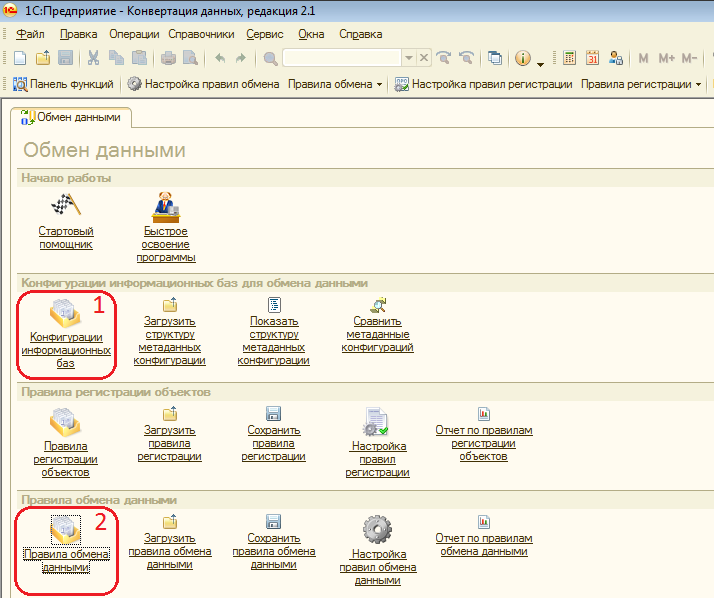 1С:Предприятие - Конвертация данных, редакция 2.1
Файл Правка Операции Справочники Сервис Окна Справка
M M+ M-
Панель функций Настройка правил обмена Правила обмена Настройка правил регистрации Правила регистрации
Обмен данными
Обмен данными
Начало работы
Стартовый
помощник
Быстрое
освоение
программы
Конфигурации информационных баз для обмена данными
1
Конфигурации
информационных
баз
Загрузить
структуру
метаданных
конфигурации
Показать
структуру
метаданных
конфигурации
Сравнить
метаданные
конфигураций
Правила регистрации объектов
Правила
регистрации
объектов
Загрузить
правила
регистрации
Сохранить
правила
регистрации
Настройка
правил
регистрации
Отчет по правилам
регистрации
объектов
Правила обмена данными
2
Правила обмена
данными
Загрузить
правила обмена
данными
Сохранить
правила обмена
данными
Настройка
правил обмена
данными
Отчет по правилам
обмена данными